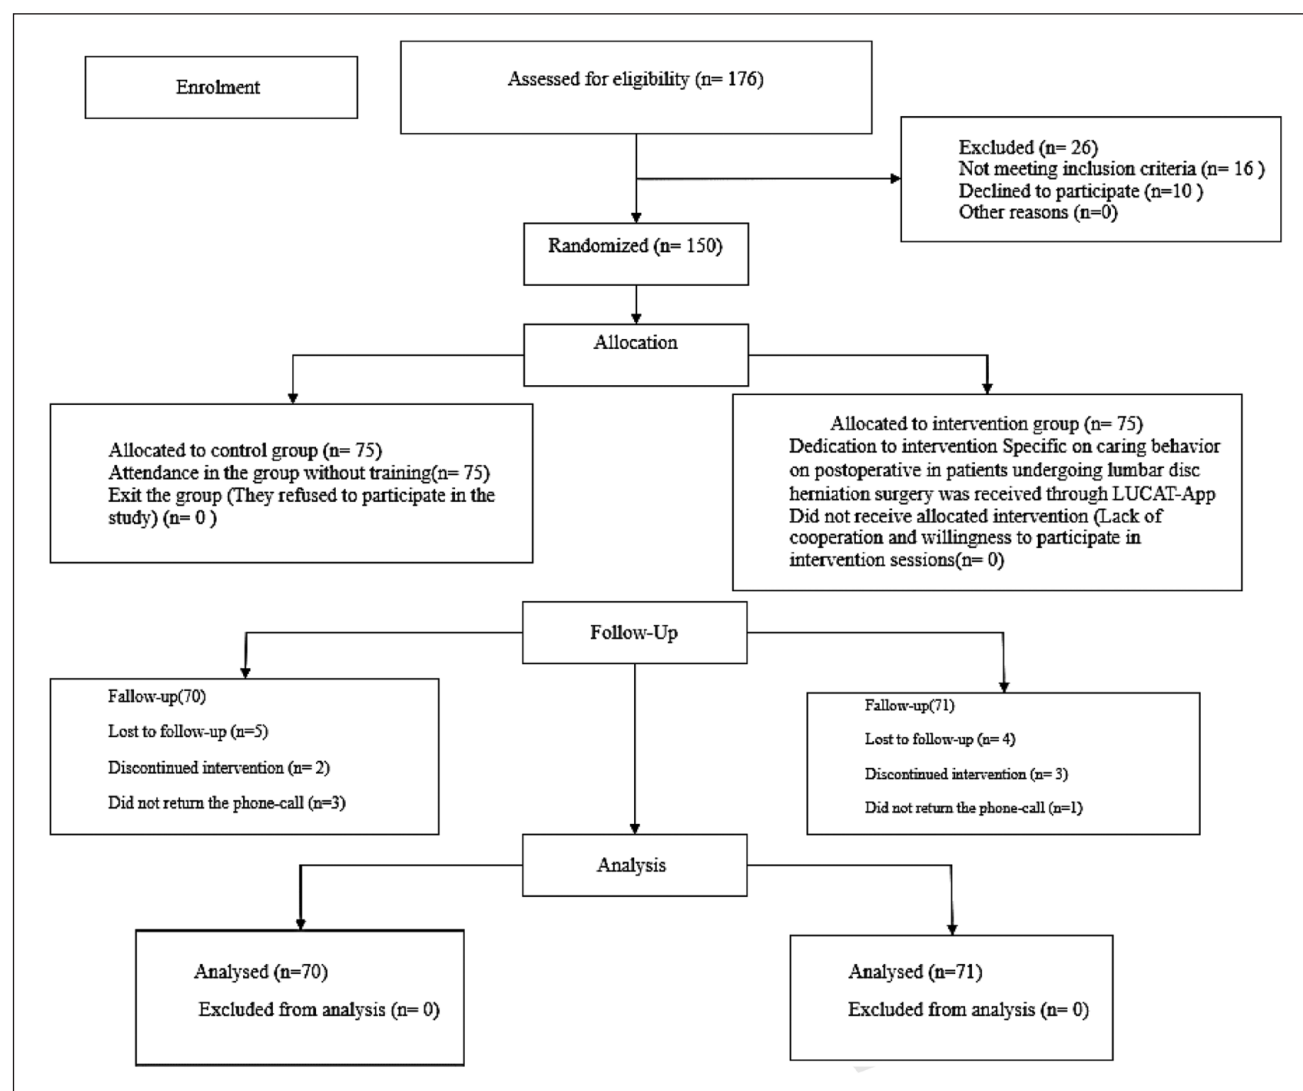 Enrolment
Assessed for eligibility (n= 176)
Excluded (n= 26)
Not meeting inclusion criteria (n= 16 )
Declined to participate (n=10 )
Other reasons (n=0)
Randomized (n= 150)
Allocation
Allocated to control group (n= 75)
Attendance in the group without training(n= 75)
Exit the group (They refused to participate in the
study) (n= 0 )
Allocated to intervention group (n= 75)
Dedication to intervention Specific on caring behavior
on postoperative in patients undergoing lumbar disc
herniation surgery was received through LUCAT-App
Did not receive allocated intervention (Lack of
cooperation and willingness to participate in
intervention sessions(n= 0)
Follow-Up
Fallow-up(70)
Lost to follow-up (n=5)
Discontinued intervention (n= 2)
Did not return the phone-call (n=3)
Fallow-up(71)
Lost to follow-up (n= 4)
Discontinued intervention (n= 3)
Did not return the phone-call (n=1)
Analysis
Analysed (n=70)
Excluded from analysis (n= 0)
Analysed (n=71)
Excluded from analysis (n= 0)